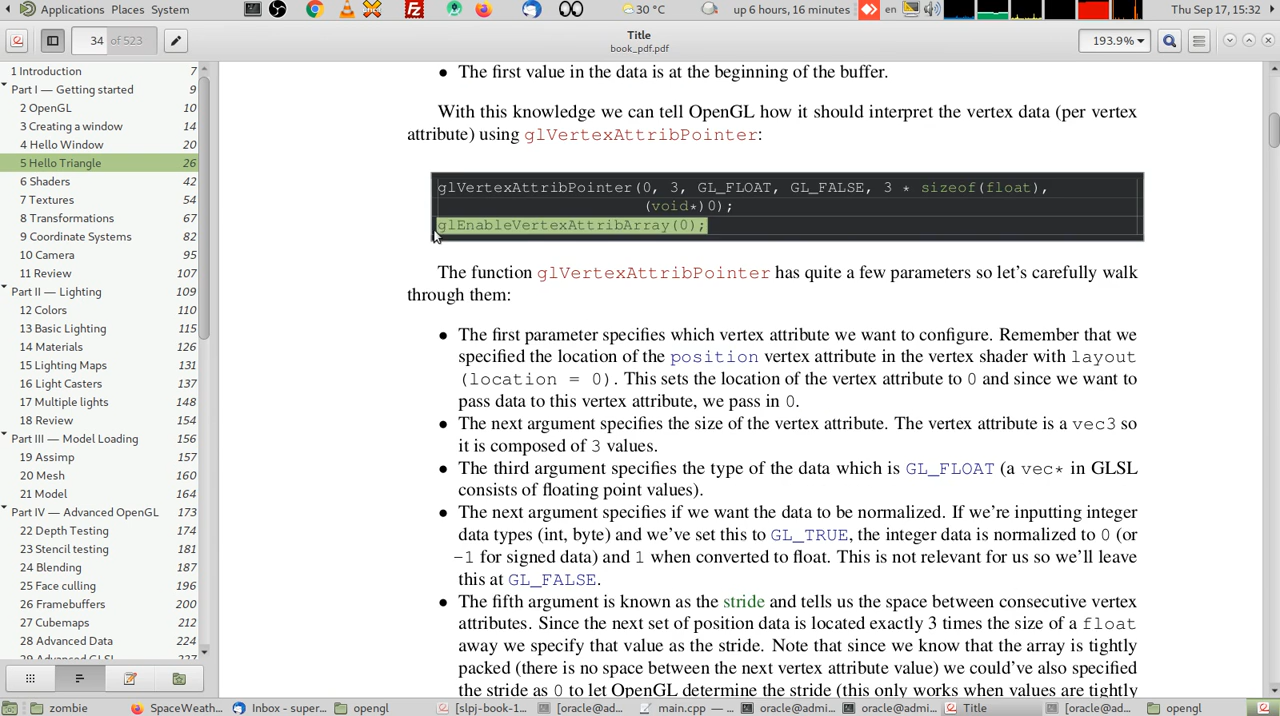 Applications Places System
30 °C
up 6 hours, 16 minutes
en
Thu Sep 17, 15:32
34 of 523
Title
book_pdf.pdf
193.9%
1 Introduction 7
Part I — Getting started 9
2 OpenGL 10
3 Creating a window 14
4 Hello Window 20
5 Hello Triangle 26
6 Shaders 42
7 Textures 54
8 Transformations 67
9 Coordinate Systems 82
10 Camera 95
11 Review 107
Part II — Lighting 109
12 Colors 110
13 Basic Lighting 115
14 Materials 126
15 Lighting Maps 131
16 Light Casters 137
17 Multiple lights 148
18 Review 154
Part III — Model Loading 156
19 Assimp 157
20 Mesh 160
21 Model 164
Part IV — Advanced OpenGL 173
22 Depth Testing 174
23 Stencil testing 181
24 Blending 187
25 Face culling 196
26 Framebuffers 200
27 Cubemaps 212
28 Advanced Data 224
29 Advanced GLSL 227
• The first value in the data is at the beginning of the buffer.
With this knowledge we can tell OpenGL how it should interpret the vertex data (per vertex
attribute) using glVertexAttribPointer:
glVertexAttribPointer(0, 3, GL_FLOAT, GL_FALSE, 3 * sizeof(float),
(void*)0);
glEnableVertexAttribArray(0);
The function glVertexAttribPointer has quite a few parameters so let's carefully walk
through them:
• The first parameter specifies which vertex attribute we want to configure. Remember that we
specified the location of the position vertex attribute in the vertex shader with layout
(location = 0). This sets the location of the vertex attribute to 0 and since we want to
pass data to this vertex attribute, we pass in 0.
• The next argument specifies the size of the vertex attribute. The vertex attribute is a vec3 so
it is composed of 3 values.
• The third argument specifies the type of the data which is GL_FLOAT (a vec* in GLSL
consists of floating point values).
• The next argument specifies if we want the data to be normalized. If we're inputting integer
data types (int, byte) and we've set this to GL_TRUE, the integer data is normalized to 0 (or
-1 for signed data) and 1 when converted to float. This is not relevant for us so we'll leave
this at GL_FALSE.
• The fifth argument is known as the stride and tells us the space between consecutive vertex
attributes. Since the next set of position data is located exactly 3 times the size of a float
away we specify that value as the stride. Note that since we know that the array is tightly
packed (there is no space between the next vertex attribute value) we could've also specified
the stride as 0 to let OpenGL determine the stride (this only works when values are tightly
zombie
SpaceWeath...
Inbox - super...
opengl
[slpj-book-1...
[oracle@ad...
main.cpp — ...
oracle@admi...
oracle@admi...
Title
[oracle@ad...
opengl